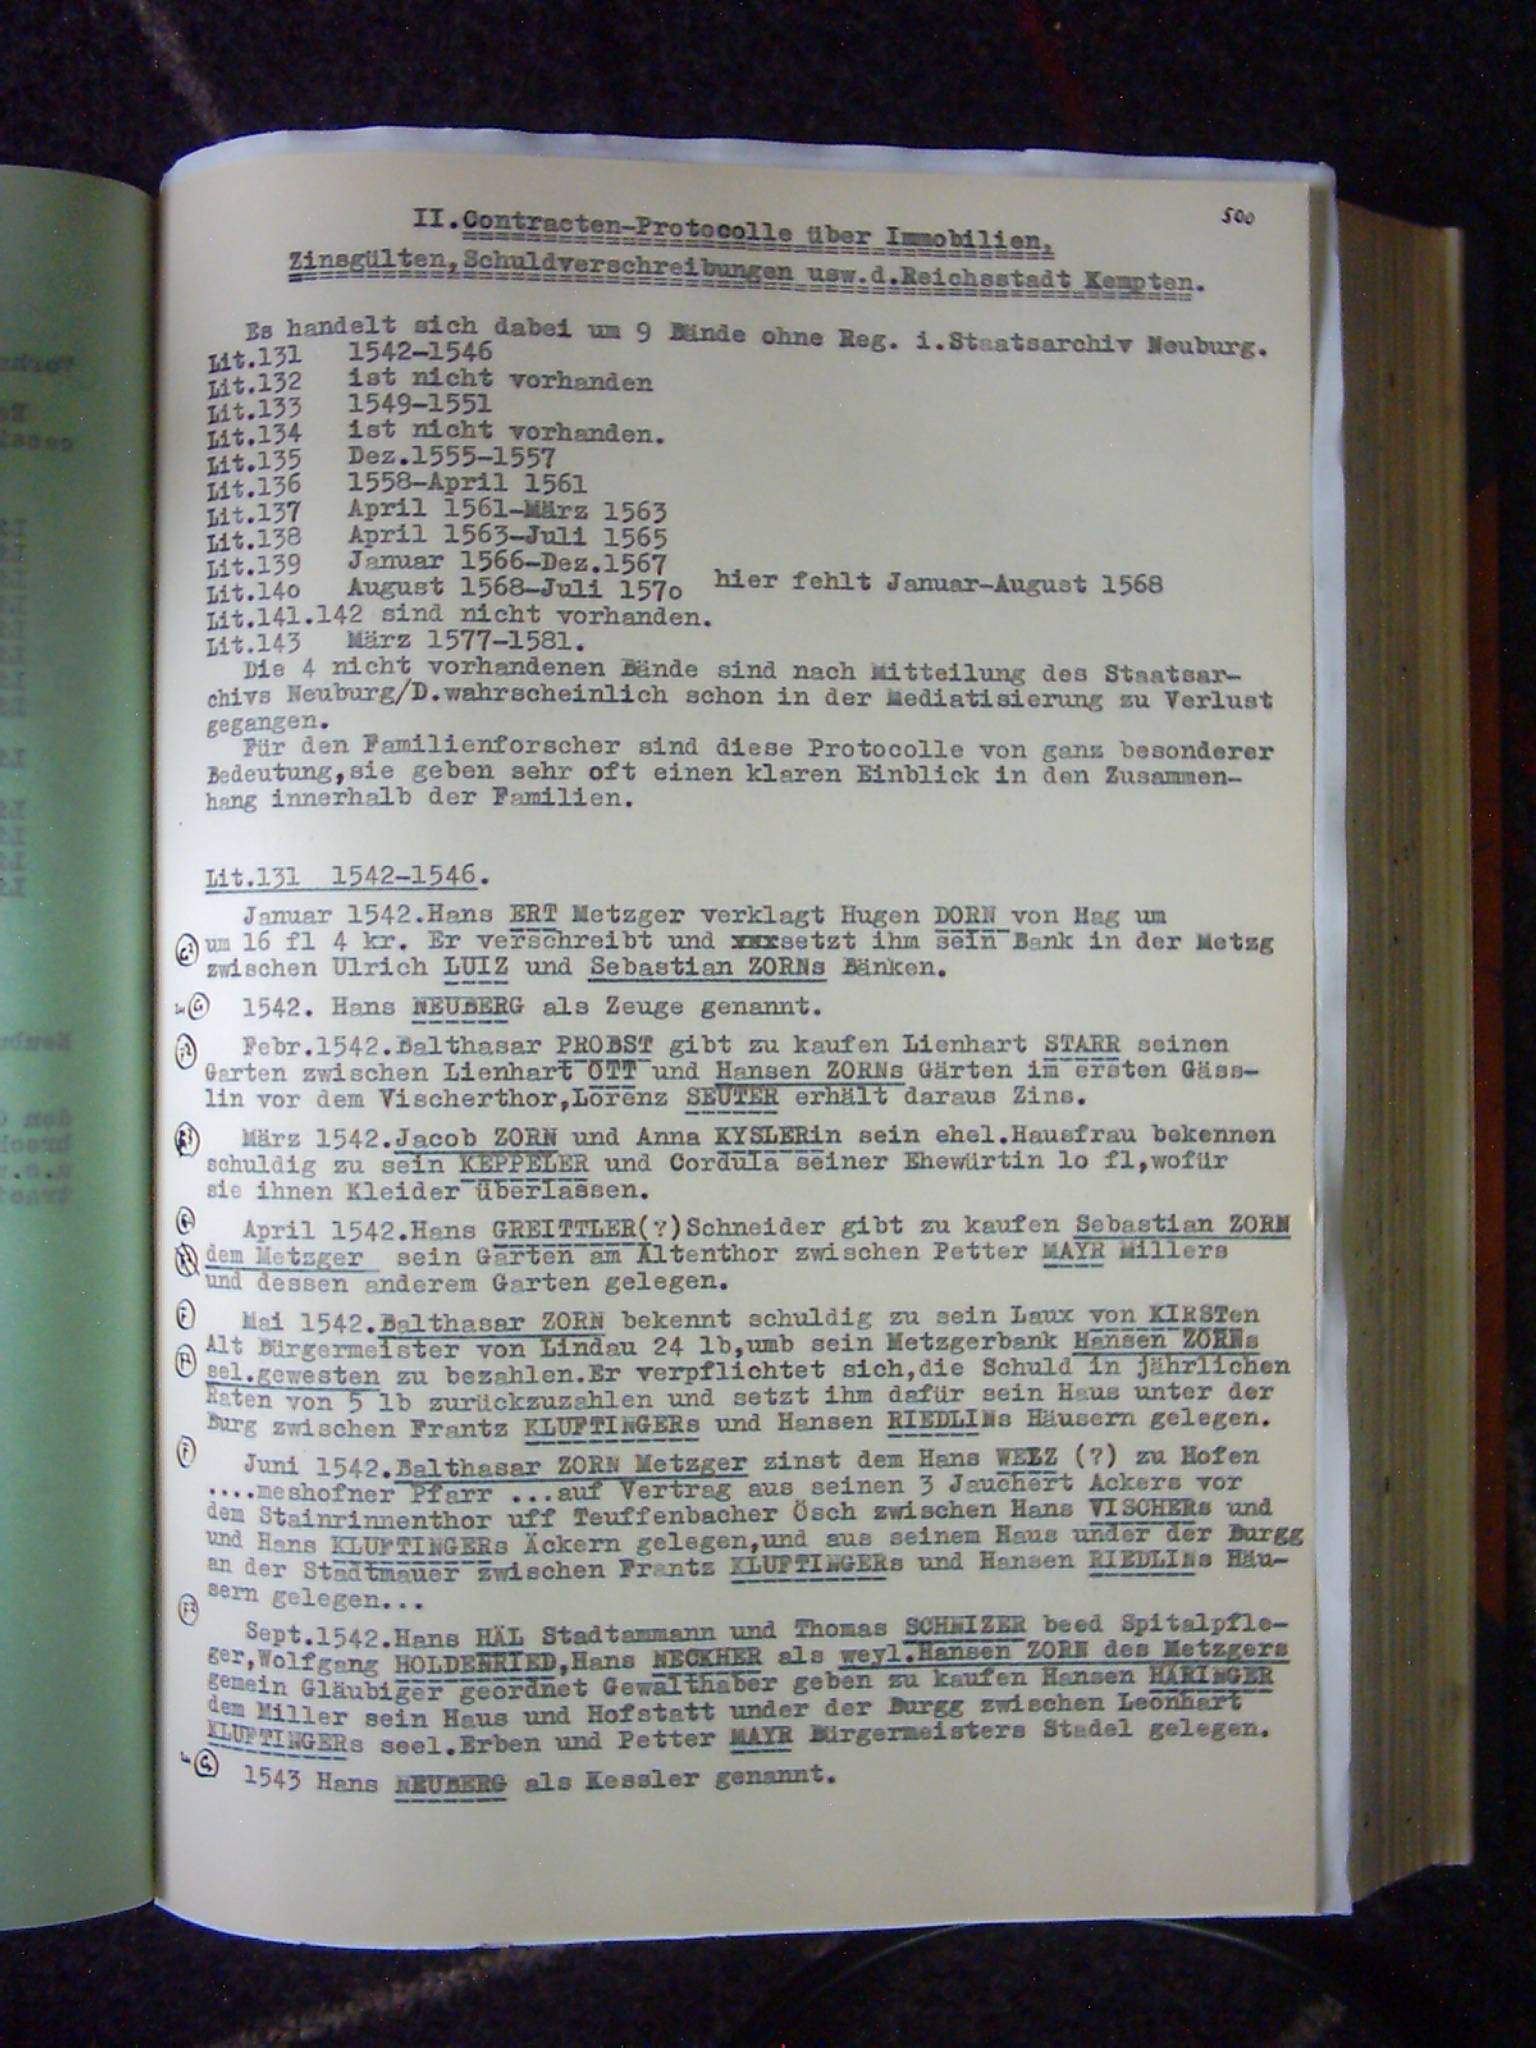 500
II.Contracten-Protocolle über Immobilien,
Zinsgülten,Schuldverschreibungen usw.d.Reichsstadt Kempten.
Es handelt sich dabei um 9 Bände ohne Reg. i.Staatsarchiv Neuburg.
Lit.131 1542-1546
Lit.132 ist nicht vorhanden
Lit.133 1549-1551
Lit.134 ist nicht vorhanden.
Lit.135 Dez.1555-1557
Lit.136 1558-April 1561
Lit.137 April 1561-März 1563
Lit.138 April 1563-Juli 1565
Lit.139 Januar 1566-Dez.1567
Lit.14o August 1568-Juli 157o hier fehlt Januar-August 1568
Lit.141.142 sind nicht vorhanden.
Lit.143 März 1577-1581.
Die 4 nicht vorhandenen Bände sind nach Mitteilung des Staatsar-
chivs Neuburg/D.wahrscheinlich schon in der Mediatisierung zu Verlust
gegangen.
Für den Familienforscher sind diese Protocolle von ganz besonderer
Bedeutung,sie geben sehr oft einen klaren Einblick in den Zusammen-
hang innerhalb der Familien.
Lit.131 1542-1546.
Januar 1542.Hans ERT Metzger verklagt Hugen DORN von Hag um
um 16 fl 4 kr. Er verschreibt und xxxsetzt ihm sein Bank in der Metzg
zwischen Ulrich LUIZ und Sebastian ZORNs Bänken.
G 1542. Hans NEUBERG als Zeuge genannt.
Febr.1542.Balthasar PROBST gibt zu kaufen Lienhart STARR seinen
Garten zwischen Lienhart OTT und Hansen ZORNs Gärten im ersten Gäss-
lin vor dem Vischerthor,Lorenz SEUTER erhält daraus Zins.
März 1542.Jacob ZORN und Anna KYSLERin sein ehel.Hausfrau bekennen
schuldig zu sein KEPPELER und Cordula seiner Ehewürtin 1o fl,wofür
sie ihnen Kleider überlassen.
April 1542.Hans GREITTLER(?)Schneider gibt zu kaufen Sebastian ZORN
dem Metzger sein Garten am Altenthor zwischen Petter MAYR Millers
und dessen anderem Garten gelegen.
F Mai 1542.Balthasar ZORN bekennt schuldig zu sein Laux von KIRSTen
Alt Bürgermeister von Lindau 24 lb,umb sein Metzgerbank Hansen ZORNs
sel.gewesten zu bezahlen.Er verpflichtet sich,die Schuld in jährlichen
Raten von 5 lb zurückzuzahlen und setzt ihm dafür sein Haus unter der
Burg zwischen Frantz KLUFTINGERs und Hansen RIEDLINs Häusern gelegen.
F Juni 1542.Balthasar ZORN Metzger zinst dem Hans WELZ (?) zu Hofen
....meshofner Pfarr ...auf Vertrag aus seinen 3 Jauchert Ackers vor
dem Stainrinnenthor uff Teuffenbacher Ösch zwischen Hans VISCHERs und
und Hans KLUFTINGERs Äckern gelegen,und aus seinem Haus under der Burgg
an der Stadtmauer zwischen Frantz KLUFTINGERs und Hansen RIEDLINs Häu-
sern gelegen...
Sept.1542.Hans HÄL Stadtammann und Thomas SCHNIZER beed Spitalpfle-
ger,Wolfgang HOLDENRIED,Hans NECKHER als weyl.Hansen ZORN des Metzgers
gemein Gläubiger geordnet Gewalthaber geben zu kaufen Hansen HARINGER
dem Miller sein Haus und Hofstatt under der Burgg zwischen Leonhart
KLUFTINGERs seel.Erben und Petter MAYR Bürgermeisters Stadel gelegen.
G 1543 Hans NEUBERG als Kessler genannt.